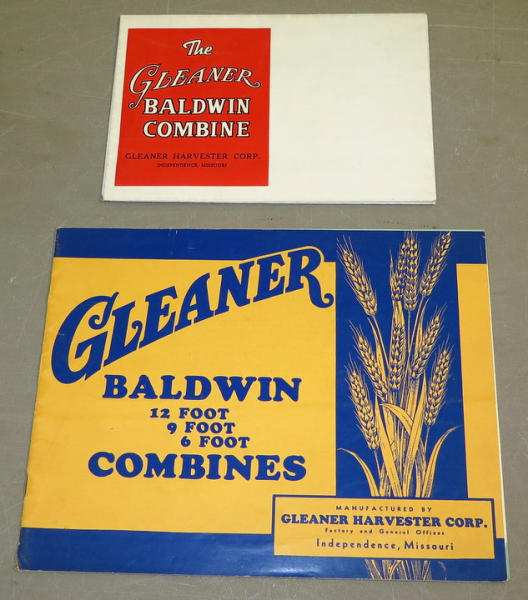 The
GLEANER
BALDWIN
COMBINE
GLEANER HARVESTER CORP.
INDEPENDENCE, MISSOURI
GLEANER
BALDWIN
12 FOOT
9 FOOT
6 FOOT
COMBINES
MANUFACTURED BY
GLEANER HARVESTER CORP.
Factory and General Offices
Independence, Missouri